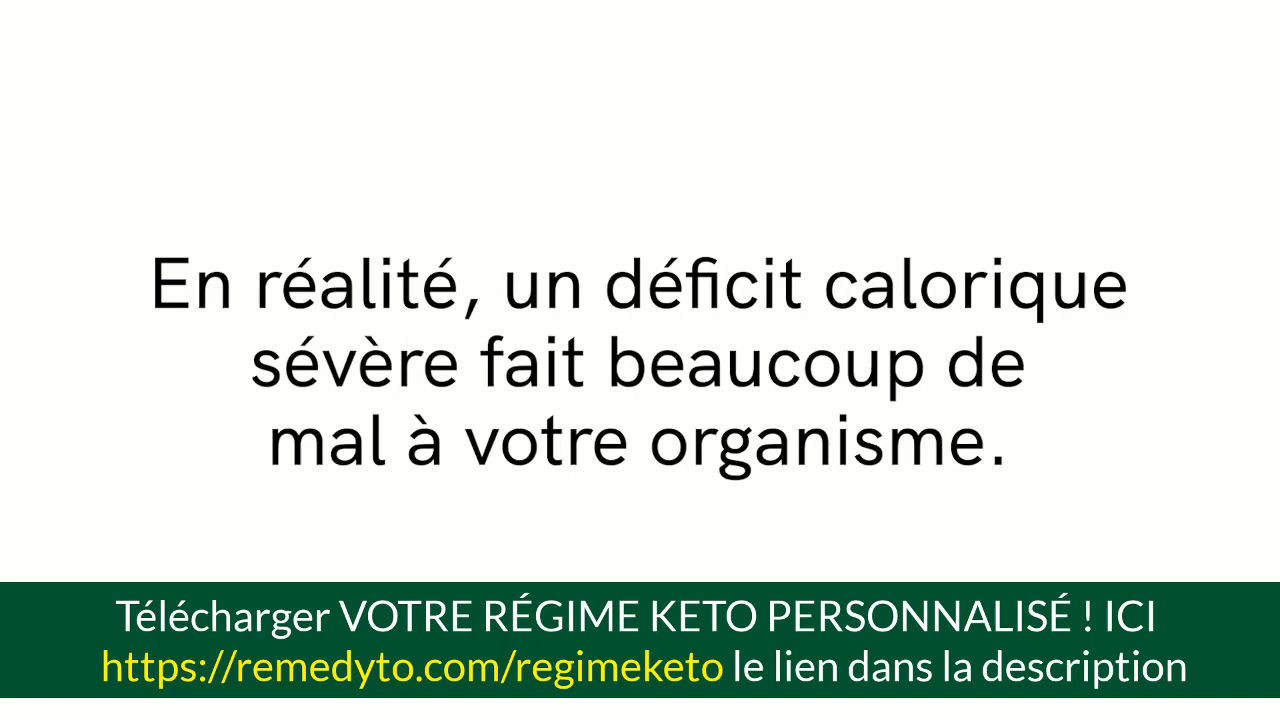 En réalité, un déficit calorique
sévère fait beaucoup de
mal à votre organisme.
Télécharger VOTRE RÉGIME KETO PERSONNALISÉ ! ICI
https://remedyto.com/regimeketo le lien dans la description